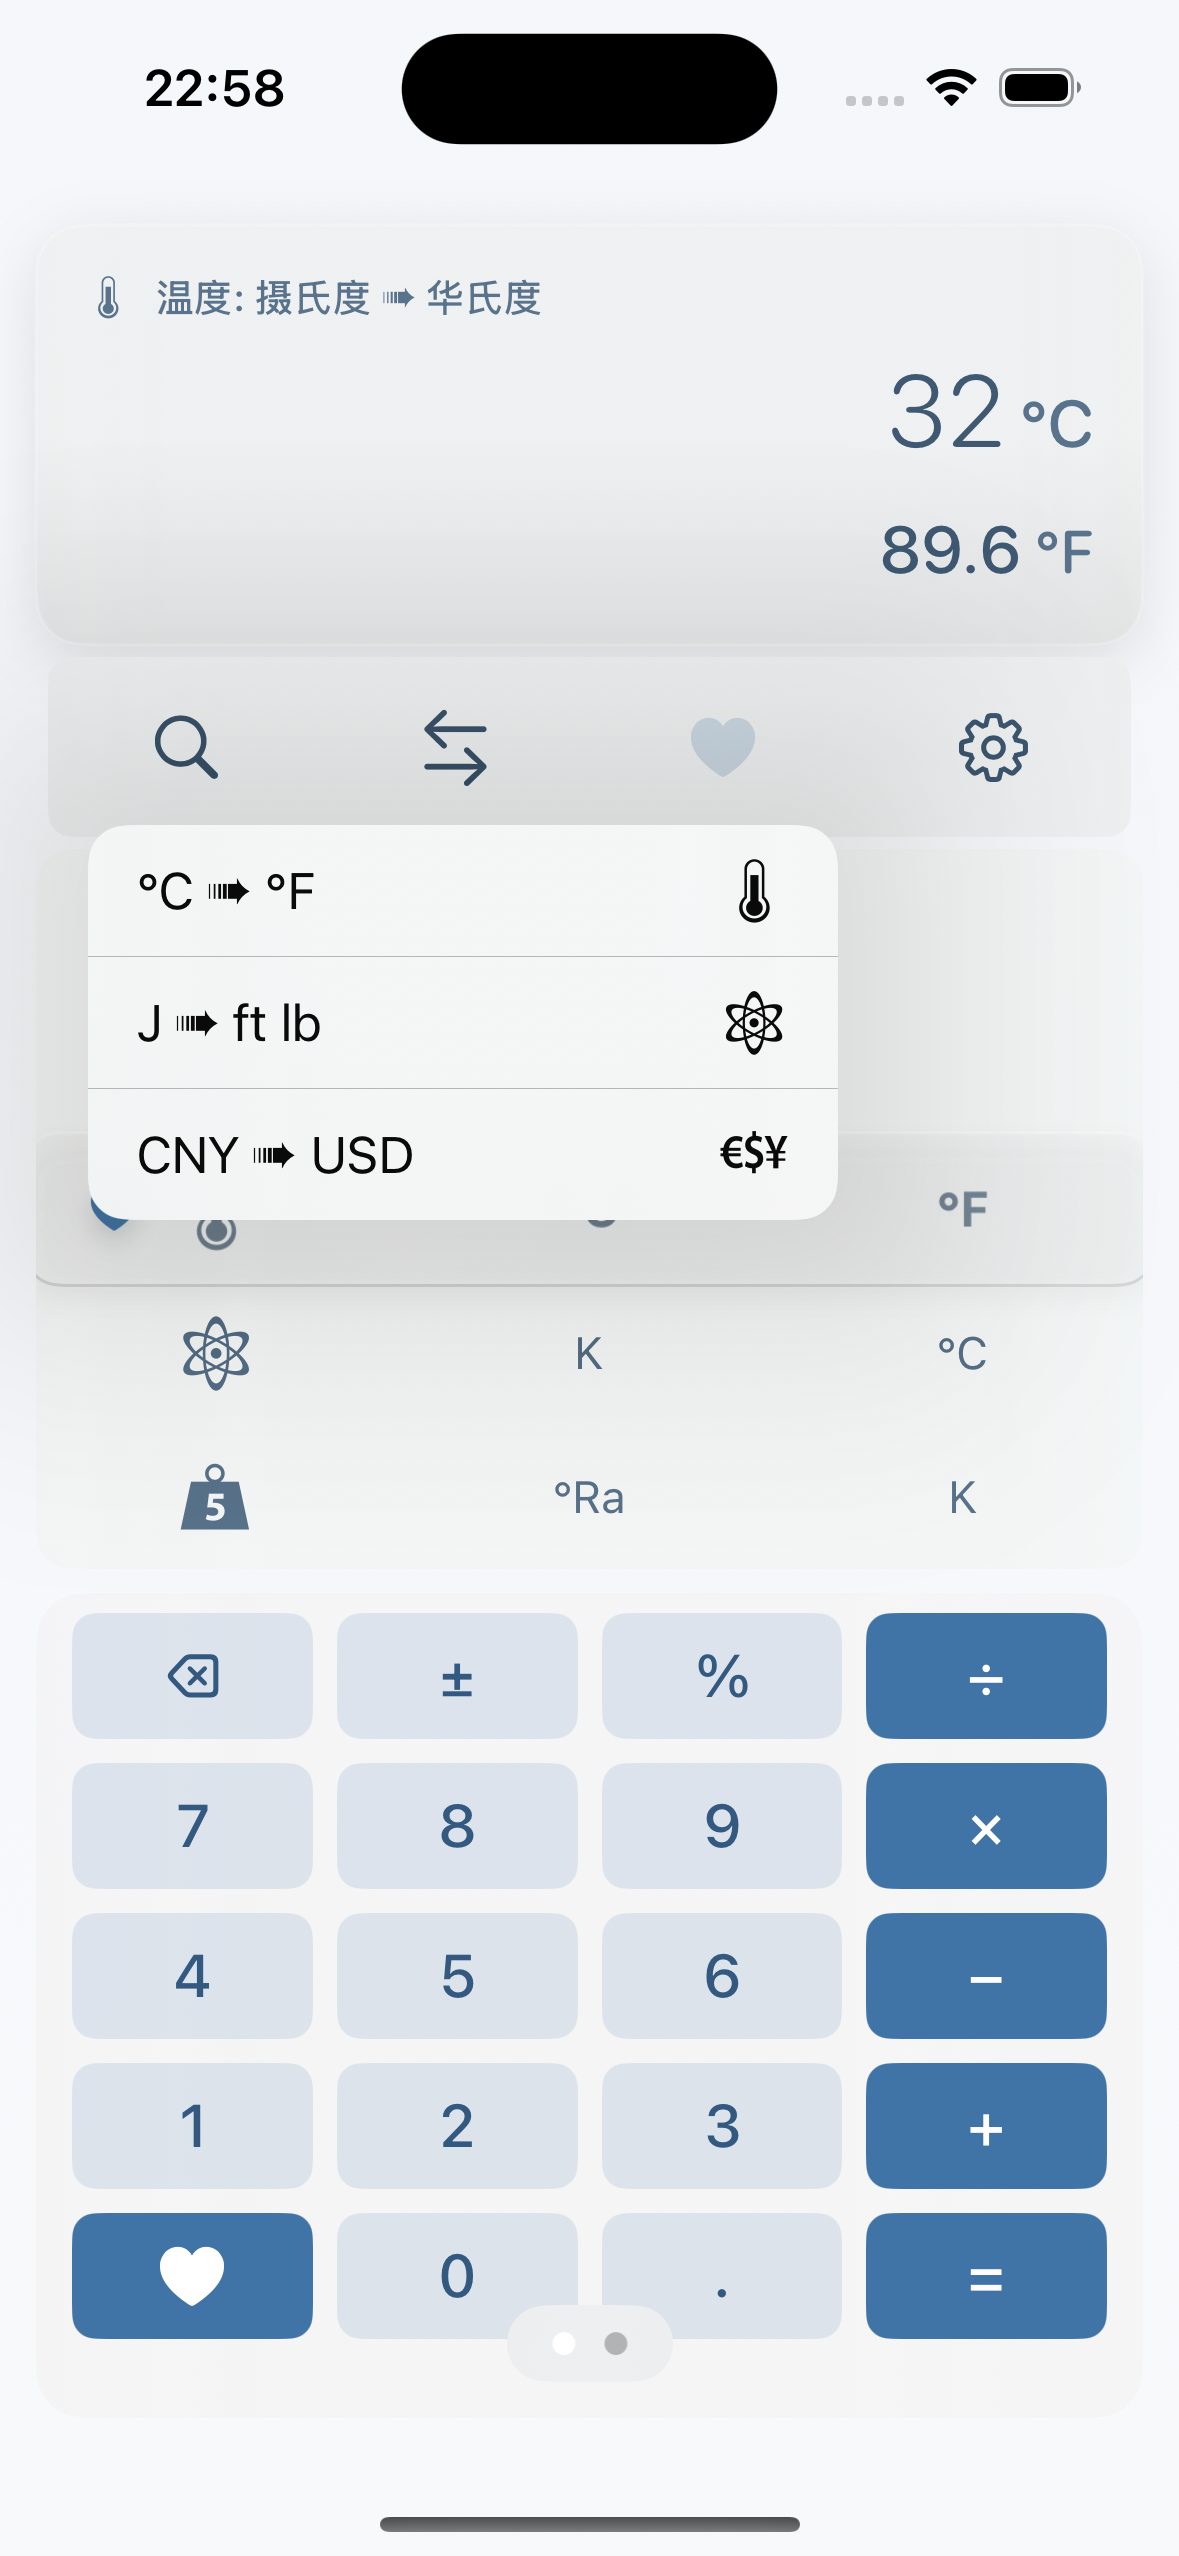 22:58
温度: 摄氏度 ➠ 华氏度
32 °C
89.6 °F
°C ➠ °F
J ➠ ft lb
CNY ➠ USD €$¥
°F
K °C
5 °Ra K
± % ÷
7 8 9 ×
4 5 6 −
1 2 3 +
0 . =